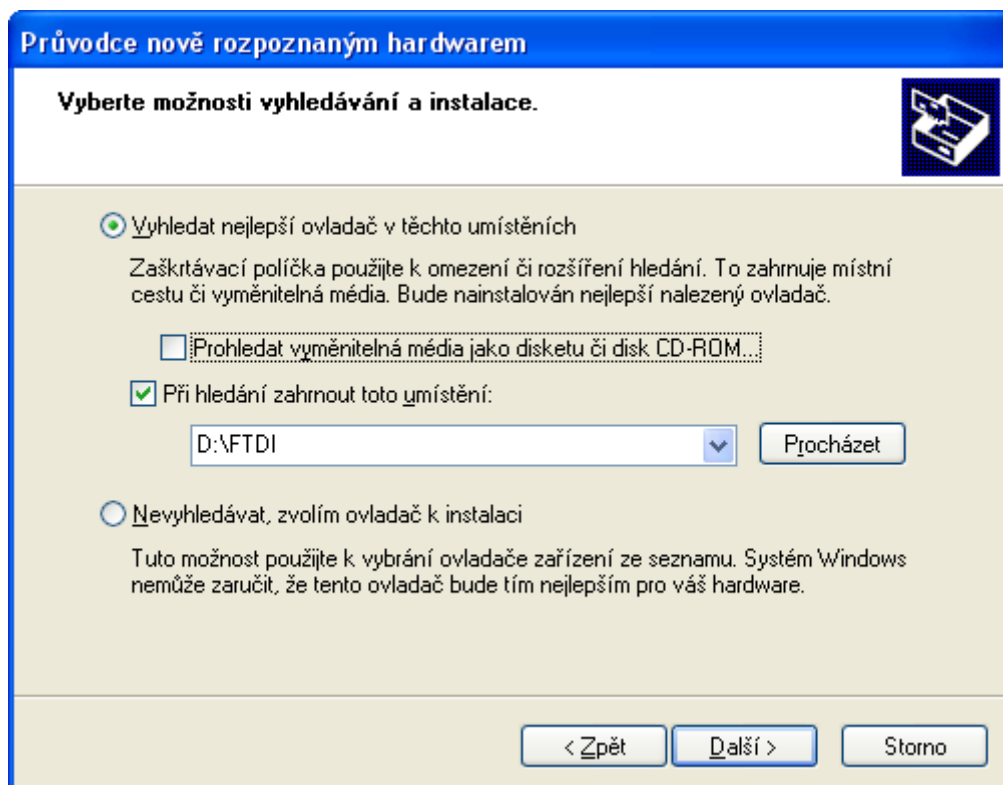 Průvodce nově rozpoznaným hardwarem
Vyberte možnosti vyhledávání a instalace.
Vyhledat nejlepší ovladač v těchto umístěních
Zaškrtávací políčka použijte k omezení či rozšíření hledání. To zahrnuje místní
cestu či vyměnitelná média. Bude nainstalován nejlepší nalezený ovladač.
Prohledat vyměnitelná média jako disketu či disk CD-ROM...
Při hledání zahrnout toto umístění:
D:\FTDI
Procházet
Nevyhledávat, zvolím ovladač k instalaci
Tuto možnost použijte k vybrání ovladače zařízení ze seznamu. Systém Windows
nemůže zaručit, že tento ovladač bude tím nejlepším pro váš hardware.
< Zpět
Další >
Storno